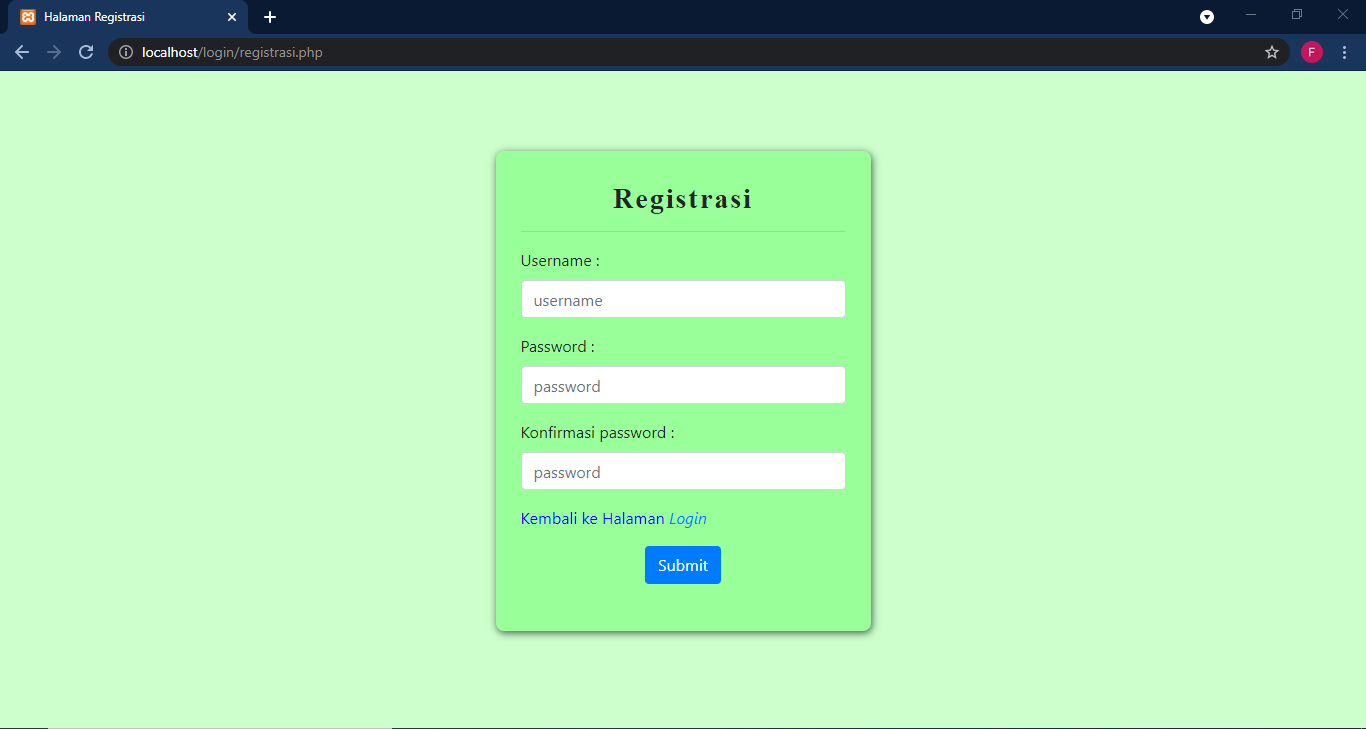 Halaman Registrasi
localhost/login/registrasi.php
F
Registrasi
Username :
username
Password :
password
Konfirmasi password :
password
Kembali ke Halaman Login
Submit